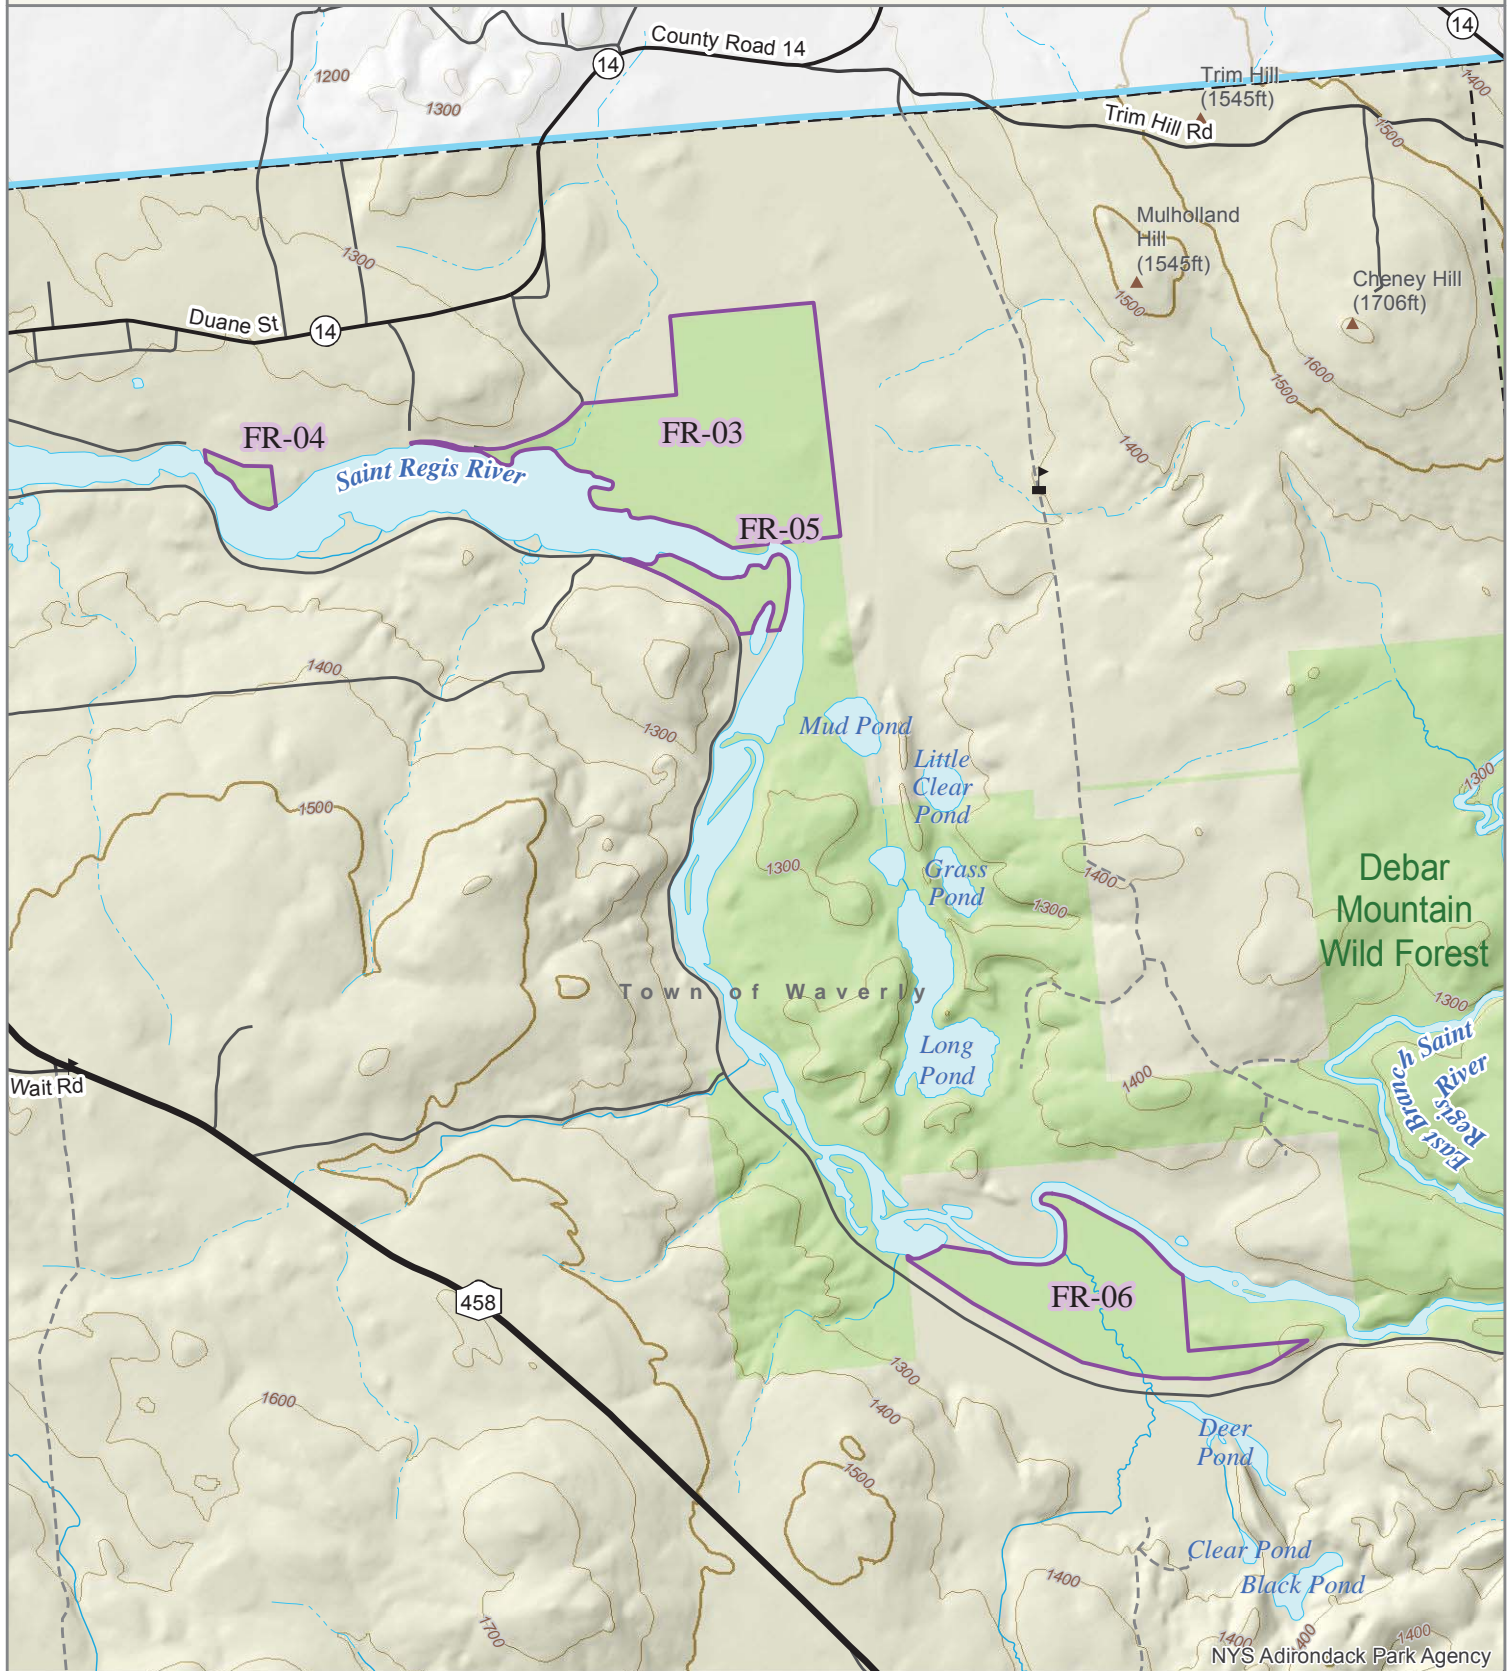 14
County Road 14
14
1200
1300
Trim Hill
(1545ft)
1400
Trim Hill Rd
1500
Mulholland
Hill
(1545ft)
1300
1500
Cheney Hill
(1706ft)
Duane St
14
1600
1500
FR-04
FR-03
1400
Saint Regis River
FR-05
1400
1300
Mud Pond
Little
Clear
Pond
1300
1500
1300
Grass
Pond
1400
1300
Debar
Mountain
Wild Forest
Town of Waverly
1300
Long
Pond
East Branch Saint
Regis River
Wait Rd
1400
FR-06
458
1300
1600
1400
Deer
Pond
1500
Clear Pond
1400
Black Pond
1700
1400
1400
1400
NYS Adirondack Park Agency